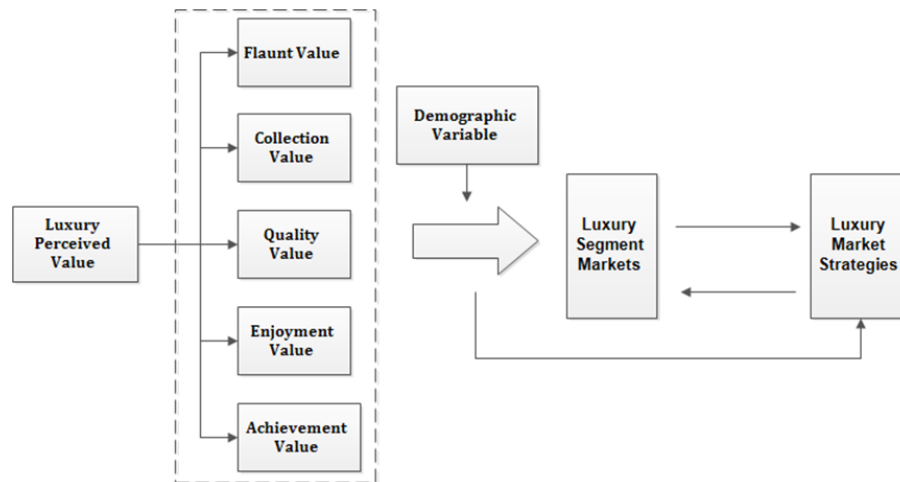 Flaunt Value
Demographic
Variable
Collection
Value
Luxury
Perceived
Value
Quality
Value
Luxury
Segment
Markets
Luxury
Market
Strategies
Enjoyment
Value
Achievement
Value